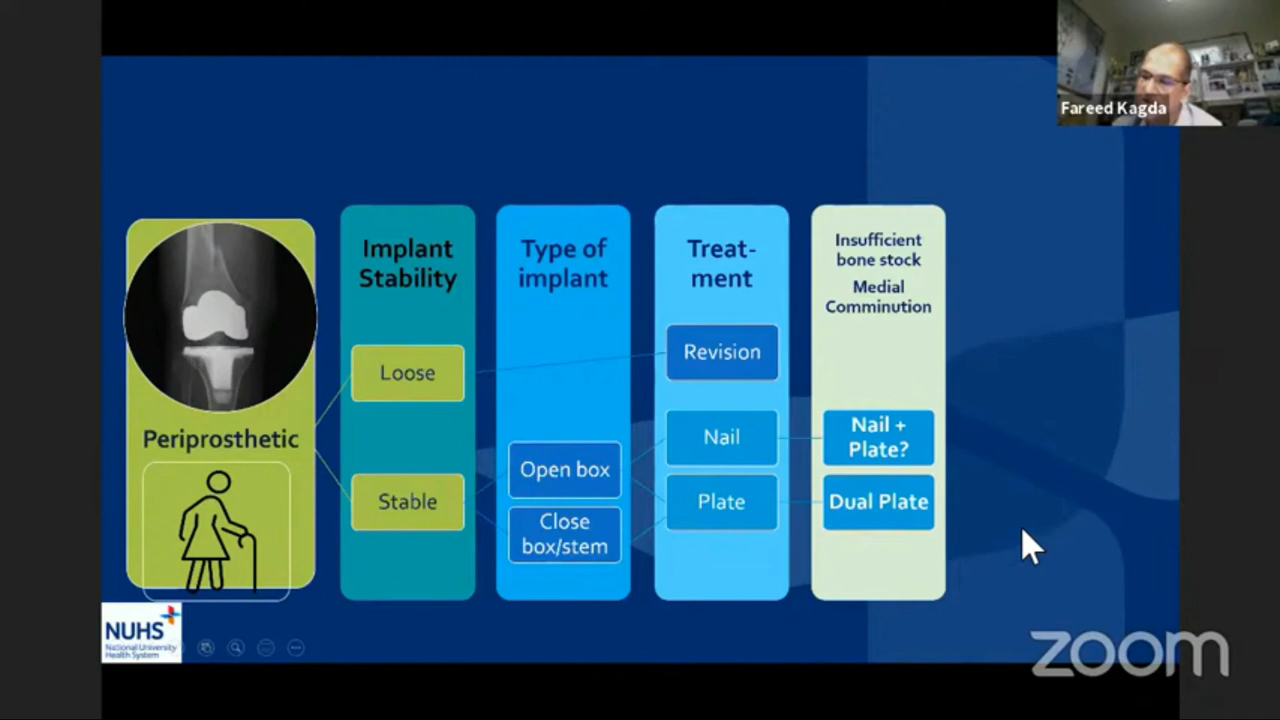 Fareed Kagda
Periprosthetic
Implant
Stability
Loose
Stable
Type of
implant
Open box
Close
box/stem
Treat-
ment
Revision
Nail
Plate
Insufficient
bone stock
Medial
Comminution
Nail +
Plate?
Dual Plate
NUHS
National University
Health System
zoom